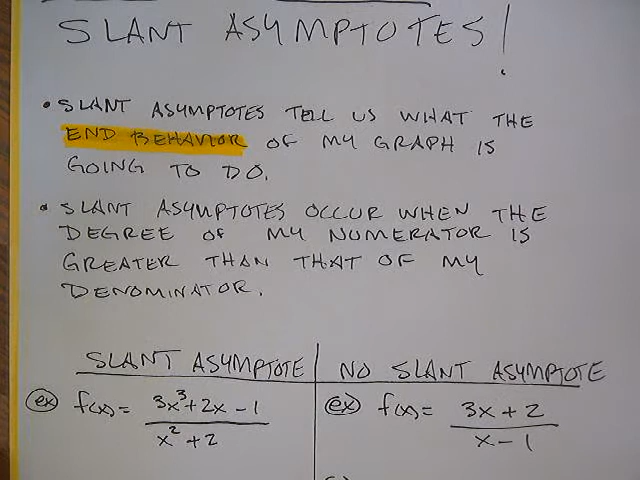 SLANT ASYMPTOTES!
• SLANT ASYMPTOTES TELL US WHAT THE
END BEHAVIOR OF MY GRAPH IS
GOING TO DO.
• SLANT ASYMPTOTES OCCUR WHEN THE
DEGREE OF MY NUMERATOR IS
GREATER THAN THAT OF MY
DENOMINATOR.
SLANT ASYMPTOTE | NO SLANT ASYMPTOTE
ex f(x) = (3x³+2x-1)/(x²+2) | ex f(x) = (3x+2)/(x-1)